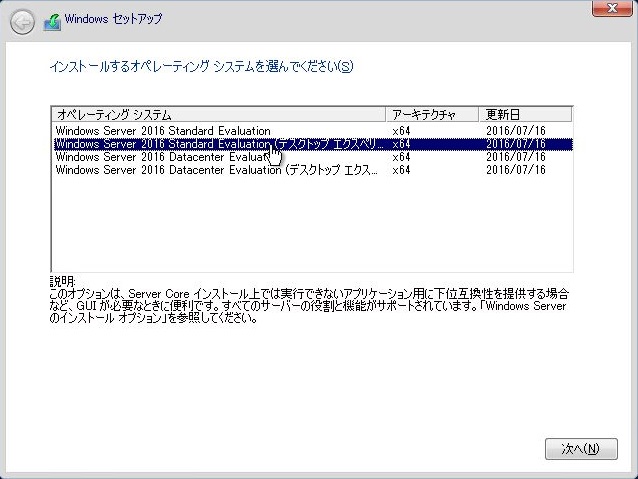 Windows セットアップ
インストールするオペレーティング システムを選んでください(S)
オペレーティング システム アーキテクチャ 更新日
Windows Server 2016 Standard Evaluation x64 2016/07/16
Windows Server 2016 Standard Evaluation (デスクトップ エクスペリ... x64 2016/07/16
Windows Server 2016 Datacenter Evaluati x64 2016/07/16
Windows Server 2016 Datacenter Evaluation (デスクトップ エクス... x64 2016/07/16
説明:
このオプションは、Server Core インストール上では実行できないアプリケーション用に下位互換性を提供する場合
など、GUI が必要なときに便利です。すべてのサーバーの役割と機能がサポートされています。「Windows Server
のインストール オプション」を参照してください。
次へ(N)